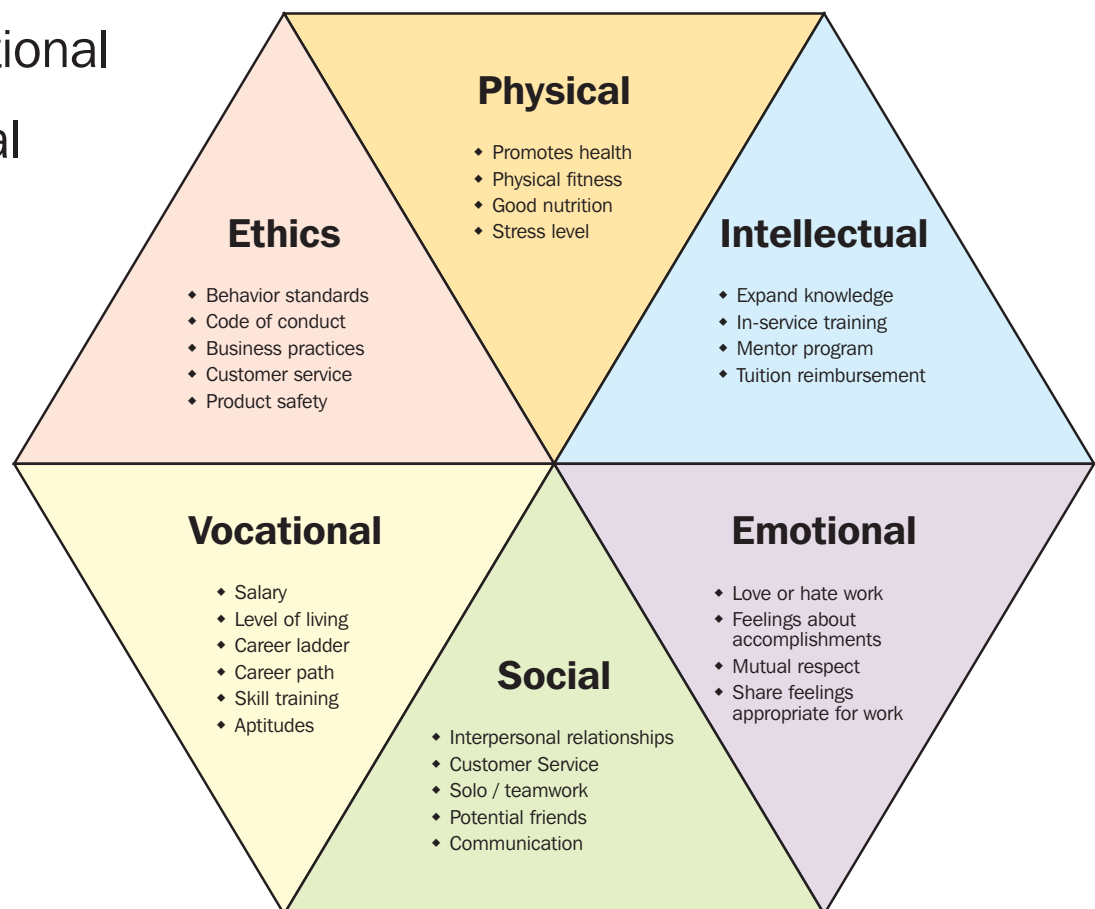 Physical
◆ Promotes health
◆ Physical fitness
◆ Good nutrition
◆ Stress level
Ethics
◆ Behavior standards
◆ Code of conduct
◆ Business practices
◆ Customer service
◆ Product safety
Intellectual
◆ Expand knowledge
◆ In-service training
◆ Mentor program
◆ Tuition reimbursement
Vocational
◆ Salary
◆ Level of living
◆ Career ladder
◆ Career path
◆ Skill training
◆ Aptitudes
Social
◆ Interpersonal relationships
◆ Customer Service
◆ Solo / teamwork
◆ Potential friends
◆ Communication
Emotional
◆ Love or hate work
◆ Feelings about
accomplishments
◆ Mutual respect
◆ Share feelings
appropriate for work